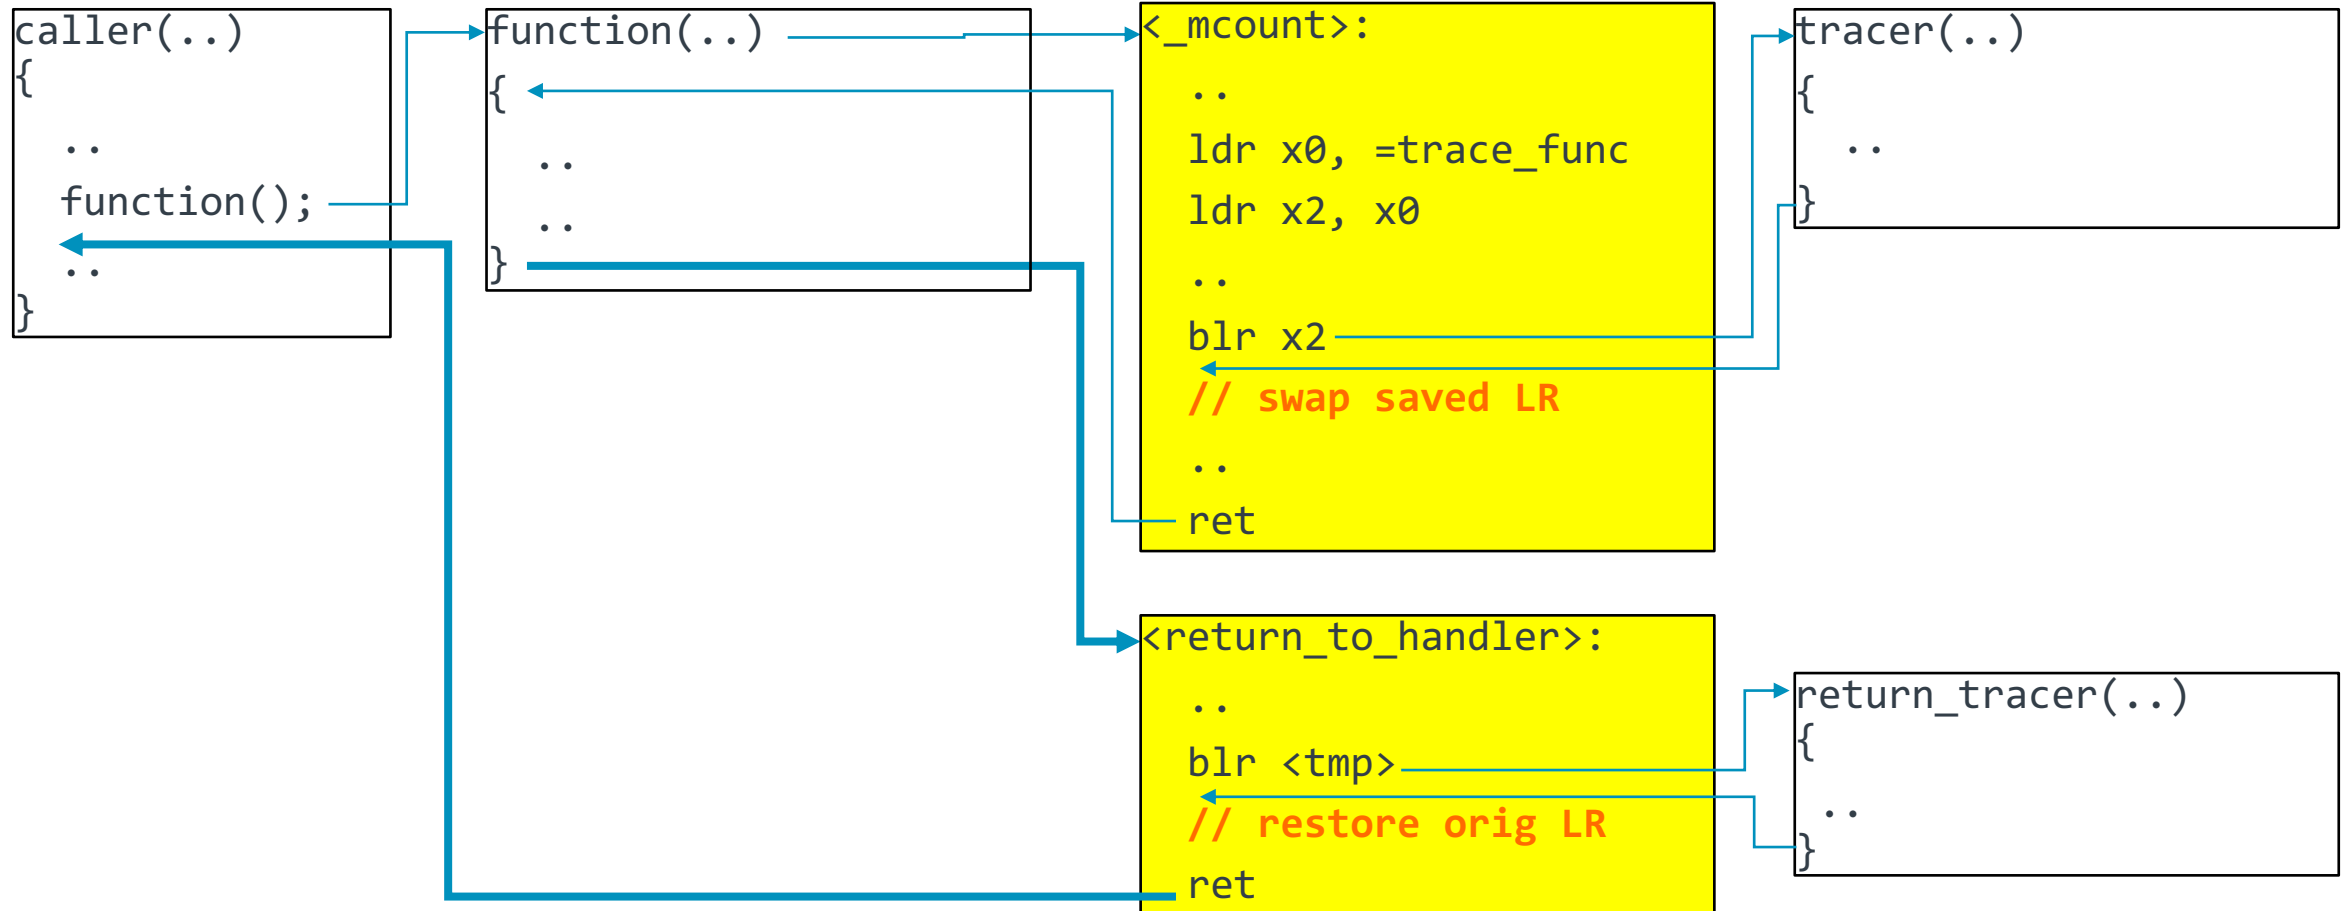 caller(..)
{
..
function();
..
}
function(..)
{
..
..
}
<_mcount>:
..
ldr x0, =trace_func
ldr x2, x0
..
blr x2
// swap saved LR
..
ret
tracer(..)
{
..
}
<return_to_handler>:
..
blr <tmp>
// restore orig LR
ret
return_tracer(..)
{
..
}